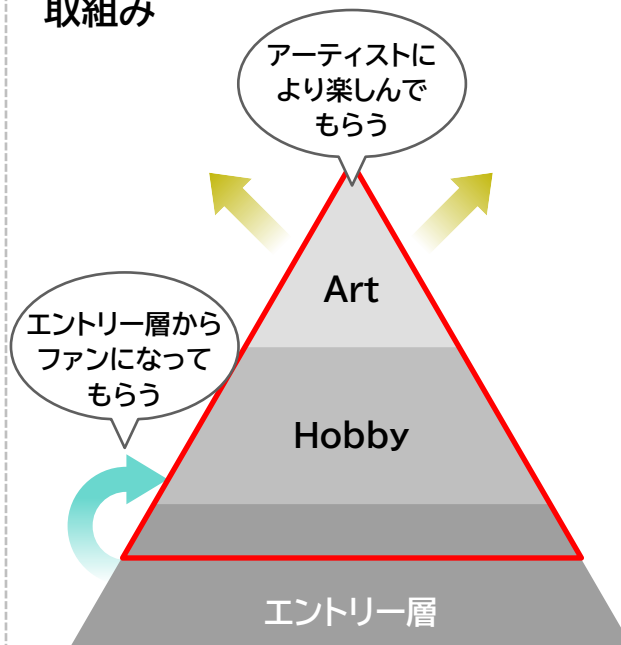 取組み
アーティストに
より楽しんで
もらう
Art
エントリー層から
ファンになって
もらう
Hobby
エントリー層